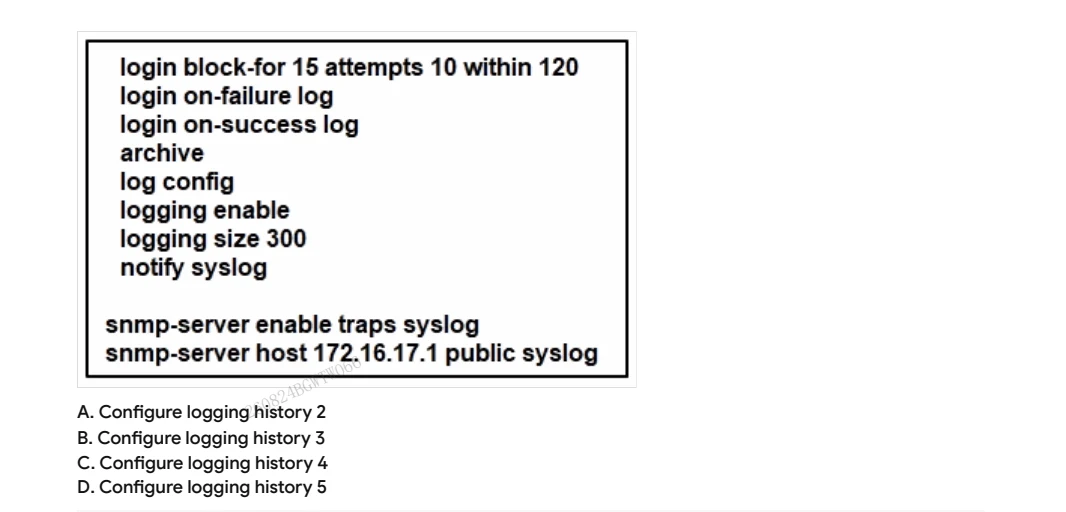 login block-for 15 attempts 10 within 120
login on-failure log
login on-success log
archive
log config
logging enable
logging size 300
notify syslog
snmp-server enable traps syslog
snmp-server host 172.16.17.1 public syslog
A. Configure logging history 2
B. Configure logging history 3
C. Configure logging history 4
D. Configure logging history 5